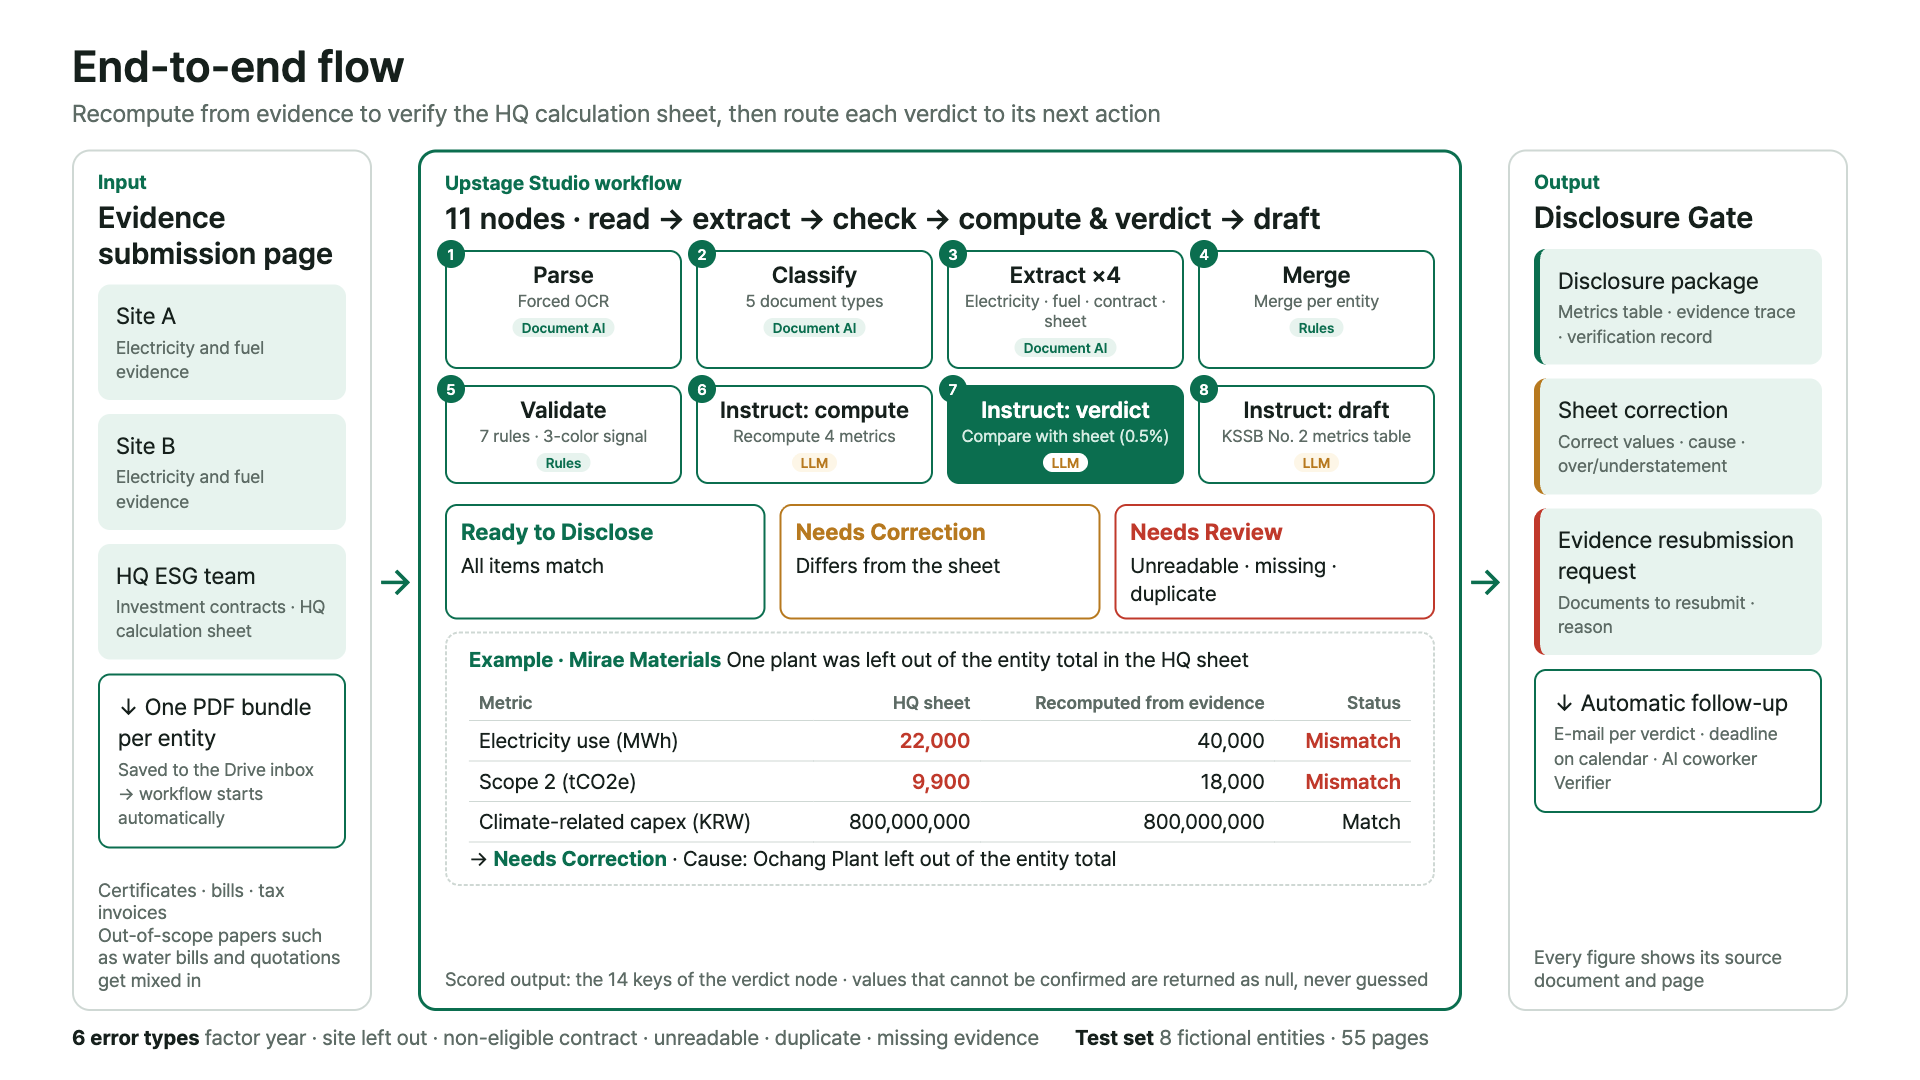 End-to-end flow
Recompute from evidence to verify the HQ calculation sheet, then route each verdict to its next action
Input
Evidence
submission page
Site A
Electricity and fuel
evidence
Site B
Electricity and fuel
evidence
HQ ESG team
Investment contracts · HQ
calculation sheet
↓ One PDF bundle
per entity
Saved to the Drive inbox
→ workflow starts
automatically
Certificates · bills · tax
invoices
Out-of-scope papers such
as water bills and quotations
get mixed in
→
Upstage Studio workflow
11 nodes · read → extract → check → compute & verdict → draft
1
Parse
Forced OCR
Document AI
2
Classify
5 document types
Document AI
3
Extract ×4
Electricity · fuel · contract ·
sheet
Document AI
4
Merge
Merge per entity
Rules
5
Validate
7 rules · 3-color signal
Rules
6
Instruct: compute
Recompute 4 metrics
LLM
7
Instruct: verdict
Compare with sheet (0.5%)
LLM
8
Instruct: draft
KSSB No. 2 metrics table
LLM
Ready to Disclose
All items match
Needs Correction
Differs from the sheet
Needs Review
Unreadable · missing ·
duplicate
Example · Mirae Materials One plant was left out of the entity total in the HQ sheet
Metric HQ sheet Recomputed from evidence Status
Electricity use (MWh) 22,000 40,000 Mismatch
Scope 2 (tCO2e) 9,900 18,000 Mismatch
Climate-related capex (KRW) 800,000,000 800,000,000 Match
→ Needs Correction · Cause: Ochang Plant left out of the entity total
Scored output: the 14 keys of the verdict node · values that cannot be confirmed are returned as null, never guessed
→
Output
Disclosure Gate
Disclosure package
Metrics table · evidence trace
· verification record
Sheet correction
Correct values · cause ·
over/understatement
Evidence resubmission
request
Documents to resubmit ·
reason
↓ Automatic follow-up
E-mail per verdict · deadline
on calendar · AI coworker
Verifier
Every figure shows its source
document and page
6 error types factor year · site left out · non-eligible contract · unreadable · duplicate · missing evidence Test set 8 fictional entities · 55 pages